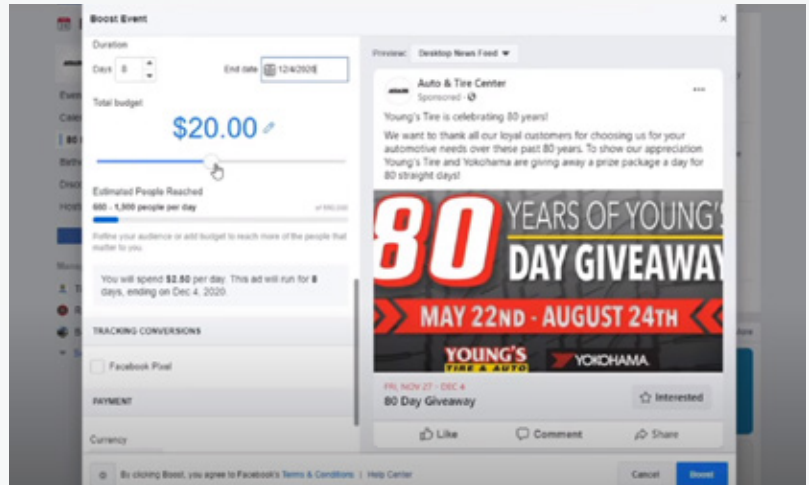 Boost Event
Duration
Days 8
End date 12/4/2020
Total budget
$20.00
Estimated People Reached
people per day
Refine your audience or add budget to reach more of the people that
matter to you.
You will spend $2.50 per day. This ad will run for 8
days, ending on Dec 4, 2020.
TRACKING CONVERSIONS
Facebook Pixel
PAYMENT
Currency
Preview: Desktop News Feed
Auto & Tire Center
Sponsored
Young's Tire is celebrating 80 years!
We want to thank all our loyal customers for choosing us for your
automotive needs over these past 80 years. To show our appreciation
Young's Tire and Yokohama are giving away a prize package a day for
80 straight days!
80 YEARS OF YOUNG'
DAY GIVEAWAY
MAY 22ND - AUGUST 24TH
YOUNG'S
TIRE & AUTO
YOKOHAMA
FRI, NOV 27 - DEC 4
80 Day Giveaway
Interested
Like Comment Share
By clicking Boost, you agree to Facebook's Terms & Conditions | Help Center
Cancel Boost